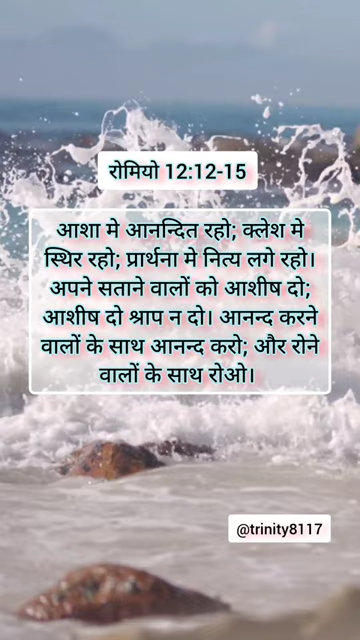 रोमियो 12:12-15
आशा मे आनन्दित रहो; क्लेश मे
स्थिर रहो; प्रार्थना मे नित्य लगे रहो।
अपने सताने वालों को आशीष दो;
आशीष दो श्राप न दो। आनन्द करने
वालों के साथ आनन्द करो; और रोने
वालों के साथ रोओ।
@trinity8117